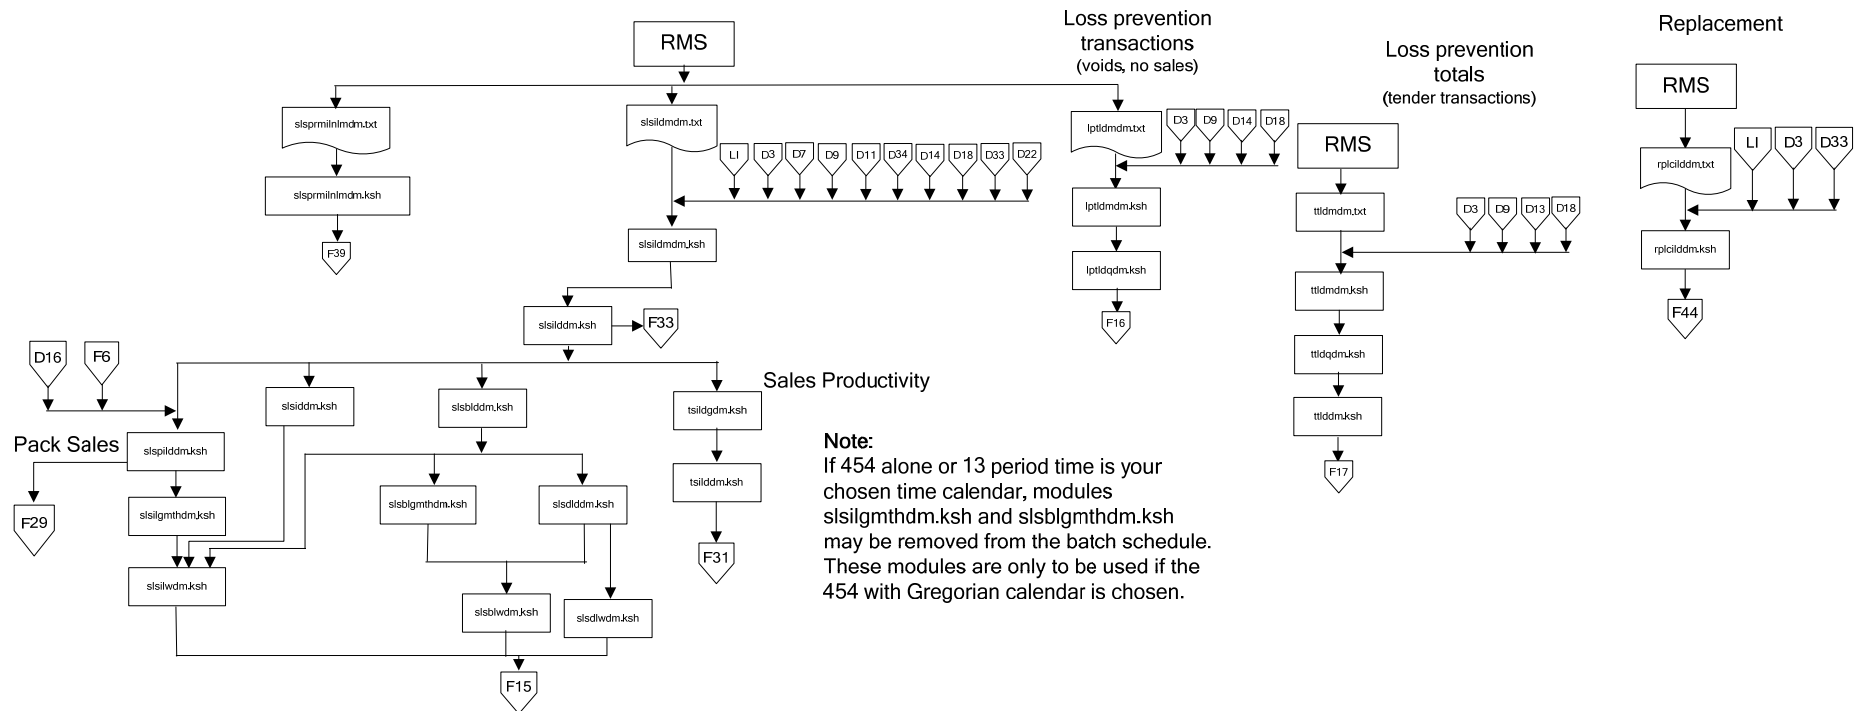 RMS
slsprmilnlmdm.txt
slsprmilnlmdm.ksh
F39
slsildmdm.txt
LI
D3
D7
D9
D11
D34
D14
D18
D33
D22
slsildmdm.ksh
slsilddm.ksh
F33
D16
F6
Pack Sales
slspilddm.ksh
F29
slsilgmthdm.ksh
slsilwdm.ksh
slsiddm.ksh
slsblddm.ksh
slsblgmthdm.ksh
slsdlddm.ksh
slsblwdm.ksh
slsdlwdm.ksh
F15
Sales Productivity
tsildgdm.ksh
tsilddm.ksh
F31
Loss prevention
transactions
(voids, no sales)
lptldmdm.txt
D3
D9
D14
D18
lptldmdm.ksh
lptldqdm.ksh
F16
Loss prevention
totals
(tender transactions)
RMS
ttldmdm.txt
D3
D9
D13
D18
ttldmdm.ksh
ttldqdm.ksh
ttlddm.ksh
F17
Replacement
RMS
rplcilddm.txt
LI
D3
D33
rplcilddm.ksh
F44
Note:
If 454 alone or 13 period time is your
chosen time calendar, modules
slsilgmthdm.ksh and slsblgmthdm.ksh
may be removed from the batch schedule.
These modules are only to be used if the
454 with Gregorian calendar is chosen.